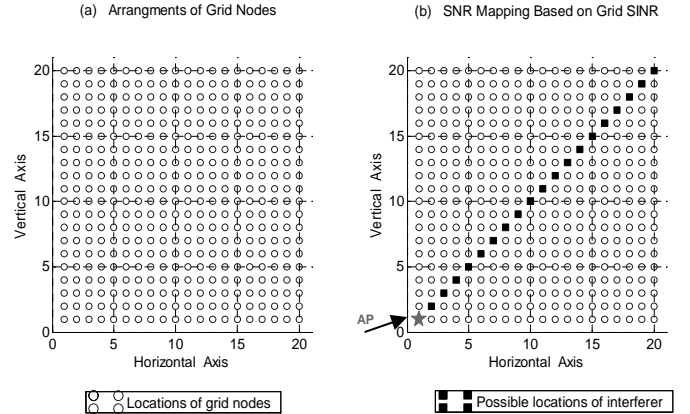 (a) Arrangments of Grid Nodes
20
15
10
5
0
0 5 10 15 20
Vertical Axis
Horizontal Axis
Locations of grid nodes
(b) SNR Mapping Based on Grid SINR
20
15
10
5
0
0 5 10 15 20
Vertical Axis
AP
Horizontal Axis
Possible locations of interferer